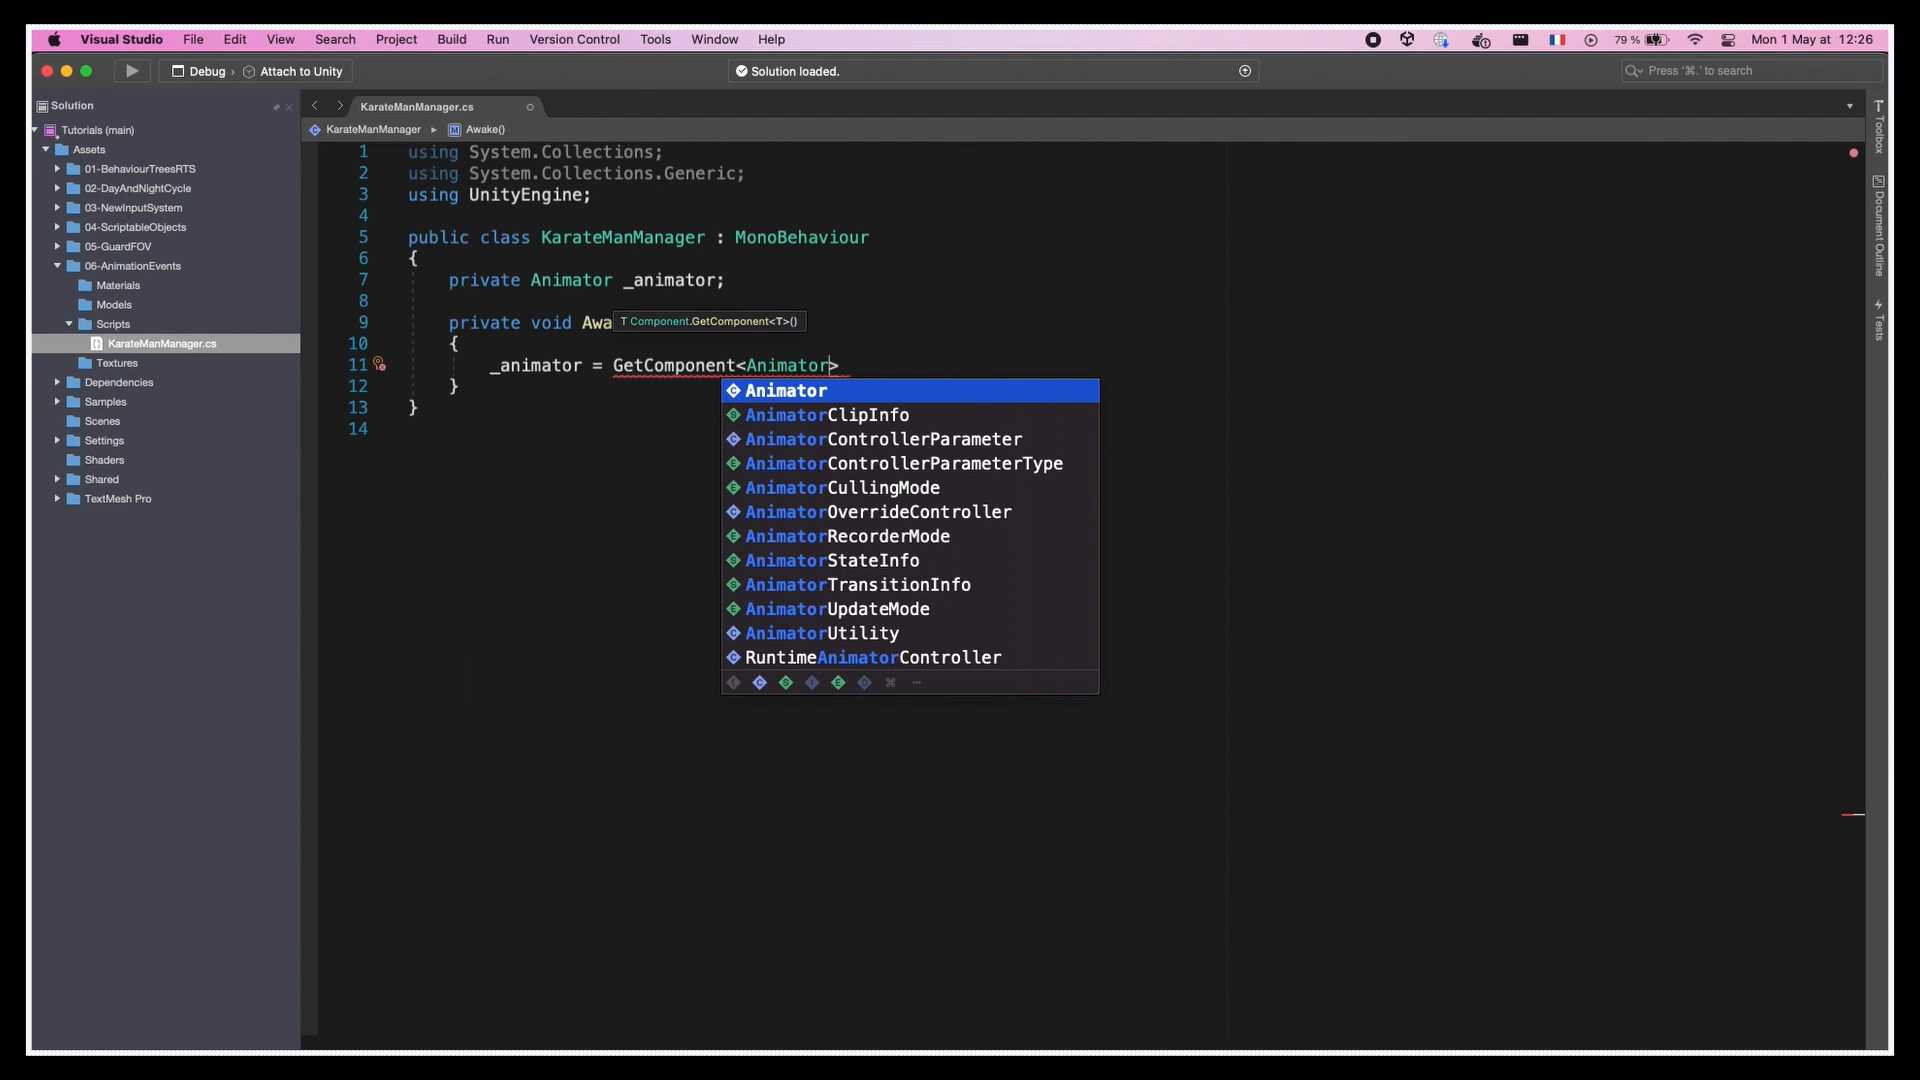 Visual Studio File Edit View Search Project Build Run Version Control Tools Window Help 79 % Mon 1 May at 12:26
Debug › Attach to Unity Solution loaded. Press '⌘.' to search
Solution KarateManManager.cs
KarateManManager ▸ Awake()
Tutorials (main)
Assets
01-BehaviourTreesRTS
02-DayAndNightCycle
03-NewInputSystem
04-ScriptableObjects
05-GuardFOV
06-AnimationEvents
Materials
Models
Scripts
KarateManManager.cs
Textures
Dependencies
Samples
Scenes
Settings
Shaders
Shared
TextMesh Pro
1 using System.Collections;
2 using System.Collections.Generic;
3 using UnityEngine;
4
5 public class KarateManManager : MonoBehaviour
6 {
7 private Animator _animator;
8
9 private void Awa
T Component.GetComponent<T>()
10 {
11 _animator = GetComponent<Animator>
12 }
13 }
14
Animator
AnimatorClipInfo
AnimatorControllerParameter
AnimatorControllerParameterType
AnimatorCullingMode
AnimatorOverrideController
AnimatorRecorderMode
AnimatorStateInfo
AnimatorTransitionInfo
AnimatorUpdateMode
AnimatorUtility
RuntimeAnimatorController
Toolbox
Document Outline
Tests